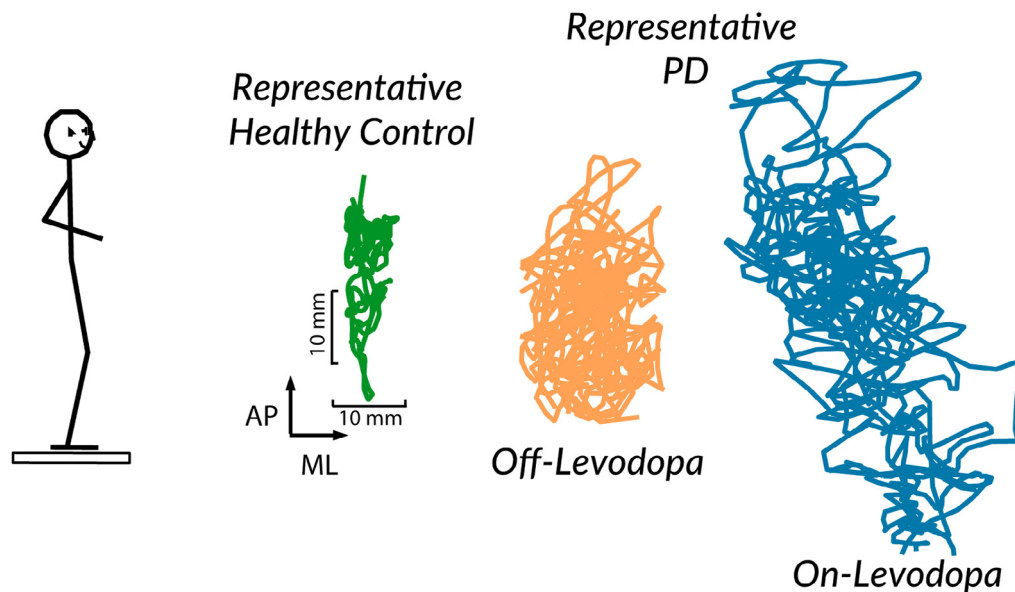 Representative
Healthy Control
10 mm
AP
10 mm
ML
Representative
PD
Off-Levodopa
On-Levodopa